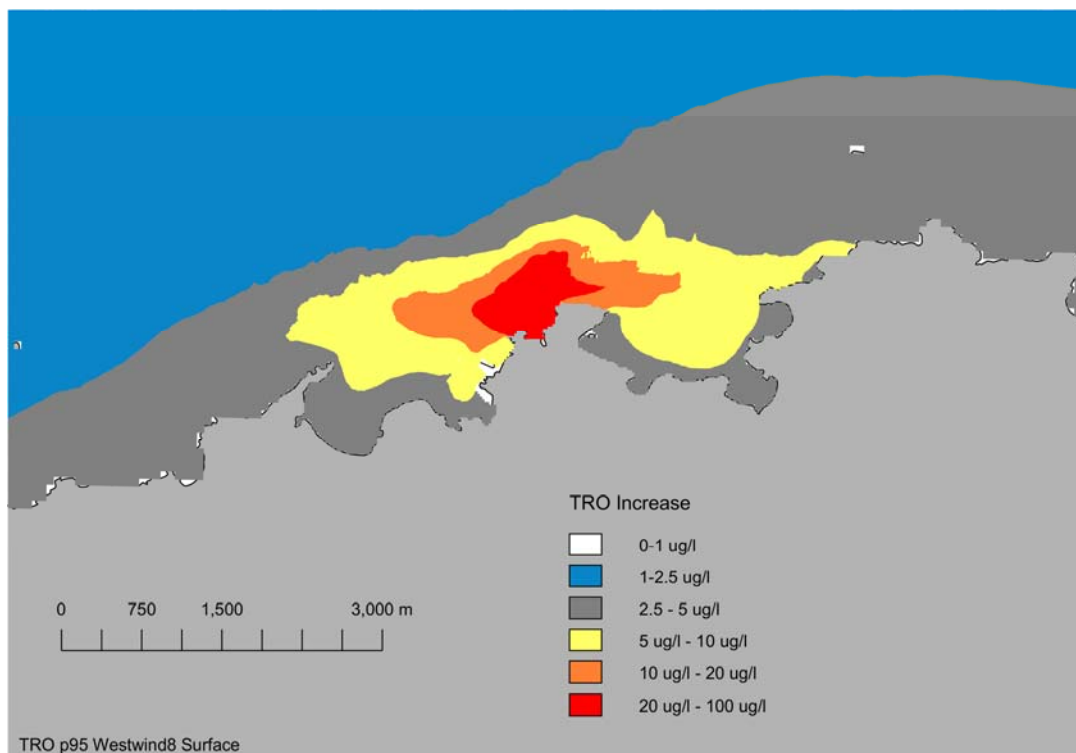 TRO Increase
0-1 ug/l
1-2.5 ug/l
2.5 - 5 ug/l
5 ug/l - 10 ug/l
10 ug/l - 20 ug/l
20 ug/l - 100 ug/l
0 750 1,500 3,000 m
TRO p95 Westwind8 Surface